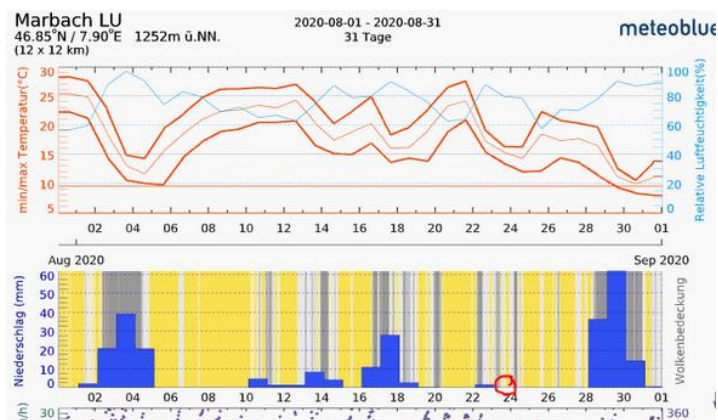 Marbach LU
46.85°N / 7.90°E 1252m ü.NN.
(12 x 12 km)
2020-08-01 - 2020-08-31
31 Tage
meteoblue
min/max Temperatur(°C)
30
25
20
15
10
5
100
80
60
40
20
0
Relative Luftfeuchtigkeit(%)
02 04 06 08 10 12 14 16 18 20 22 24 26 28 30 01
Aug 2020 Sep 2020
Niederschlag (mm)
60
50
40
30
20
10
0
Wolkenbedeckung
02 04 06 08 10 12 14 16 18 20 22 24 26 28 30 01
/h) 30 360